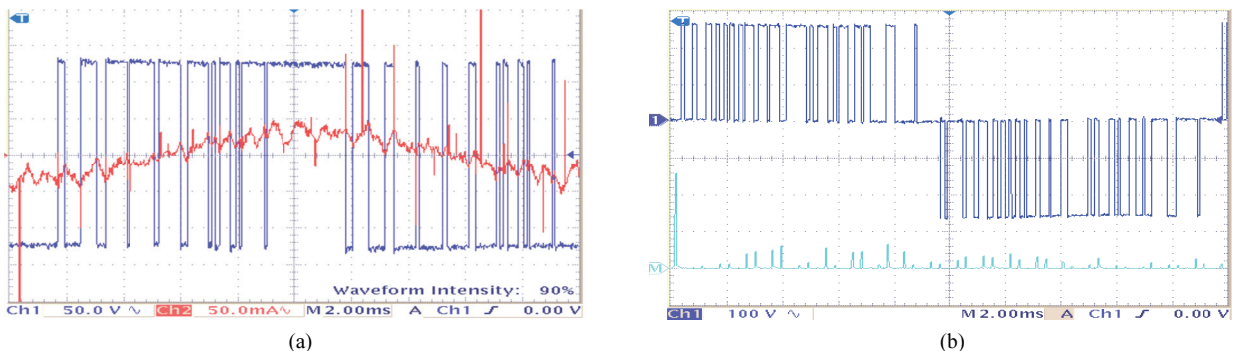 T
Waveform Intensity: 90%
Ch1 50.0 V ∿ Ch2 50.0mA∿ M 2.00ms A Ch1 ƒ 0.00 V
(a)
T
1
M
Ch1 100 V ∿ M 2.00ms A Ch1 ƒ 0.00 V
(b)